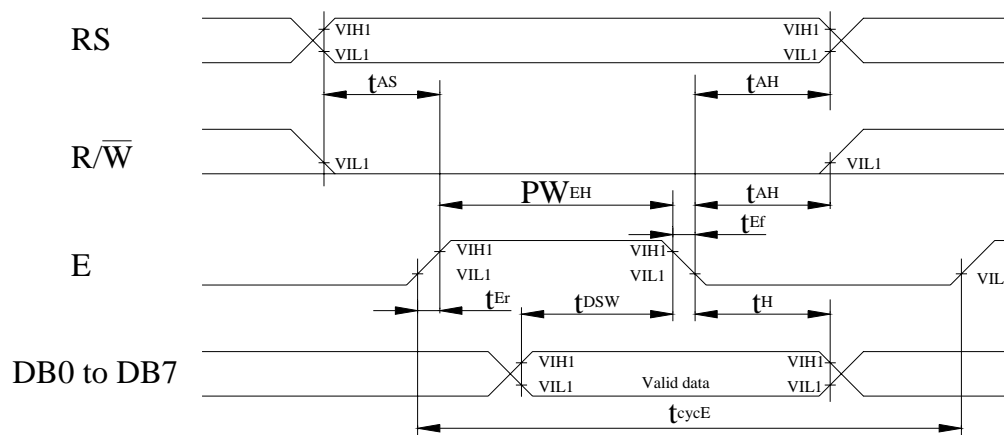 RS
VIH1 VIH1
VIL1 VIL1
tAS tAH
R/W̅
VIL1 VIL1
PWEH tAH
tEf
E
VIH1 VIH1
VIL1 VIL1 VIL
tEr tDSW tH
DB0 to DB7
VIH1 VIH1
VIL1 Valid data VIL1
tcycE